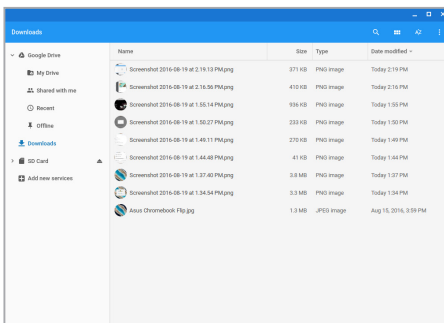 Downloads
Google Drive
My Drive
Shared with me
Recent
Offline
Downloads
SD Card
Add new services
Name Size Type Date modified
Screenshot 2016-08-19 at 2.19.13 PM.png 371 KB PNG image Today 2:19 PM
Screenshot 2016-08-19 at 2.16.56 PM.png 410 KB PNG image Today 2:16 PM
Screenshot 2016-08-19 at 1.55.14 PM.png 936 KB PNG image Today 1:55 PM
Screenshot 2016-08-19 at 1.50.27 PM.png 233 KB PNG image Today 1:50 PM
Screenshot 2016-08-19 at 1.49.11 PM.png 270 KB PNG image Today 1:49 PM
Screenshot 2016-08-19 at 1.44.48 PM.png 41 KB PNG image Today 1:44 PM
Screenshot 2016-08-19 at 1.37.40 PM.png 3.8 MB PNG image Today 1:37 PM
Screenshot 2016-08-19 at 1.34.54 PM.png 3.3 MB PNG image Today 1:34 PM
Asus Chromebook Flip.jpg 1.3 MB JPEG image Aug 15, 2016, 3:59 PM